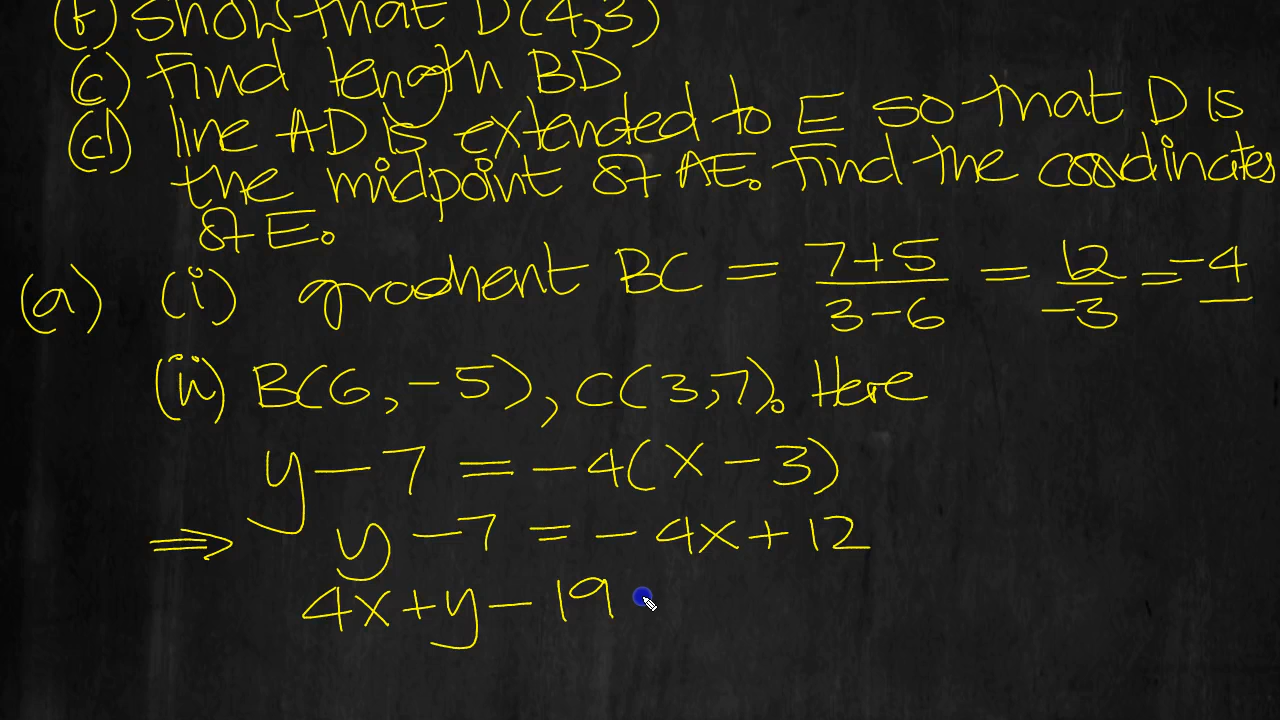 (b) Show that D(4,3)
(c) Find length BD
(d) line AD is extended to E so that D is
the midpoint of AE. Find the coordinates
of E.
(a) (i) gradient BC = 7+5/3-6 = 12/-3 = -4
(ii) B(6,-5), C(3,7). Here
y-7 = -4(x-3)
⇒ y-7 = -4x+12
4x+y-19